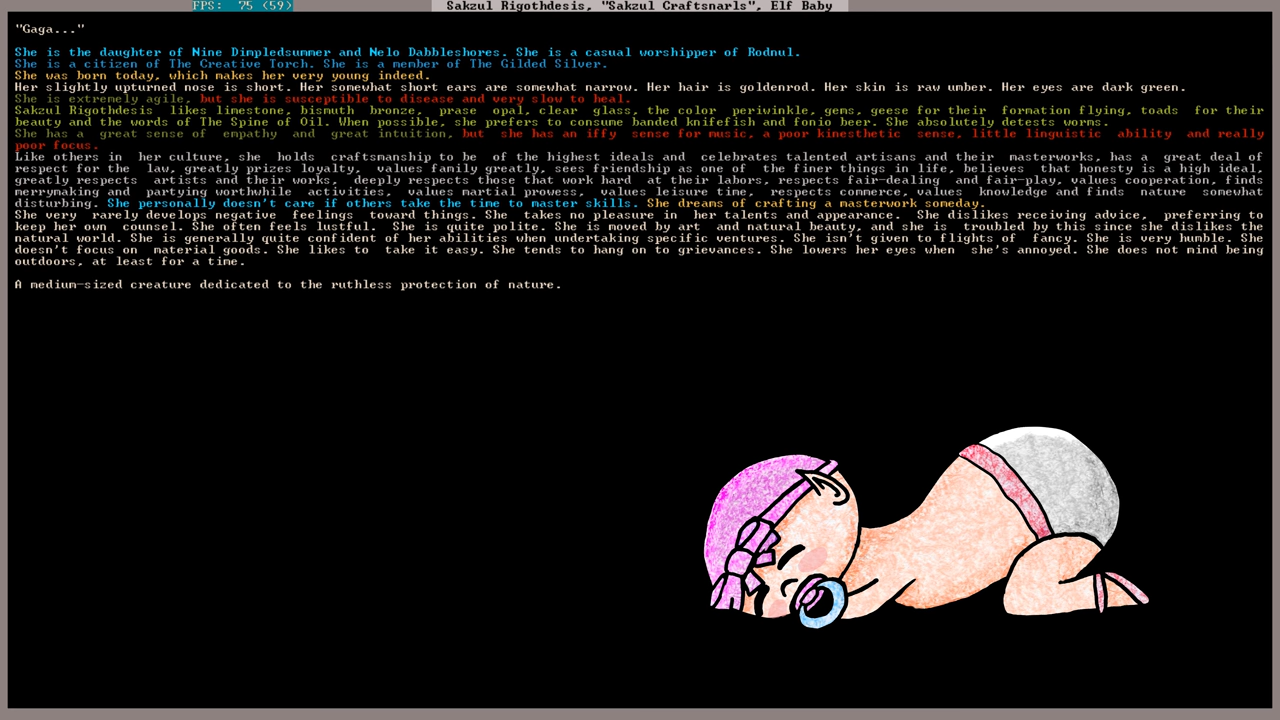 FPS: 75 (59)
Sakzul Rigothdesis, "Sakzul Craftsnarls", Elf Baby
"Gaga..."
She is the daughter of Nine Dimpledsummer and Nelo Dabbleshores. She is a casual worshipper of Rodnul.
She is a citizen of The Creative Torch. She is a member of The Gilded Silver.
She was born today, which makes her very young indeed.
Her slightly upturned nose is short. Her somewhat short ears are somewhat narrow. Her hair is goldenrod. Her skin is raw umber. Her eyes are dark green.
She is extremely agile, but she is susceptible to disease and very slow to heal.
Sakzul Rigothdesis likes limestone, bismuth bronze, prase opal, clear glass, the color periwinkle, gems, geese for their formation flying, toads for their
beauty and the words of The Spine of Oil. When possible, she prefers to consume banded knifefish and fonio beer. She absolutely detests worms.
She has a great sense of empathy and great intuition, but she has an iffy sense for music, a poor kinesthetic sense, little linguistic ability and really
poor focus.
Like others in her culture, she holds craftsmanship to be of the highest ideals and celebrates talented artisans and their masterworks, has a great deal of
respect for the law, greatly prizes loyalty, values family greatly, sees friendship as one of the finer things in life, believes that honesty is a high ideal,
greatly respects artists and their works, deeply respects those that work hard at their labors, respects fair-dealing and fair-play, values cooperation, finds
merrymaking and partying worthwhile activities, values martial prowess, values leisure time, respects commerce, values knowledge and finds nature somewhat
disturbing. She personally doesn't care if others take the time to master skills. She dreams of crafting a masterwork someday.
She very rarely develops negative feelings toward things. She takes no pleasure in her talents and appearance. She dislikes receiving advice, preferring to
keep her own counsel. She often feels lustful. She is quite polite. She is moved by art and natural beauty, and she is troubled by this since she dislikes the
natural world. She is generally quite confident of her abilities when undertaking specific ventures. She isn't given to flights of fancy. She is very humble. She
doesn't focus on material goods. She likes to take it easy. She tends to hang on to grievances. She lowers her eyes when she's annoyed. She does not mind being
outdoors, at least for a time.
A medium-sized creature dedicated to the ruthless protection of nature.